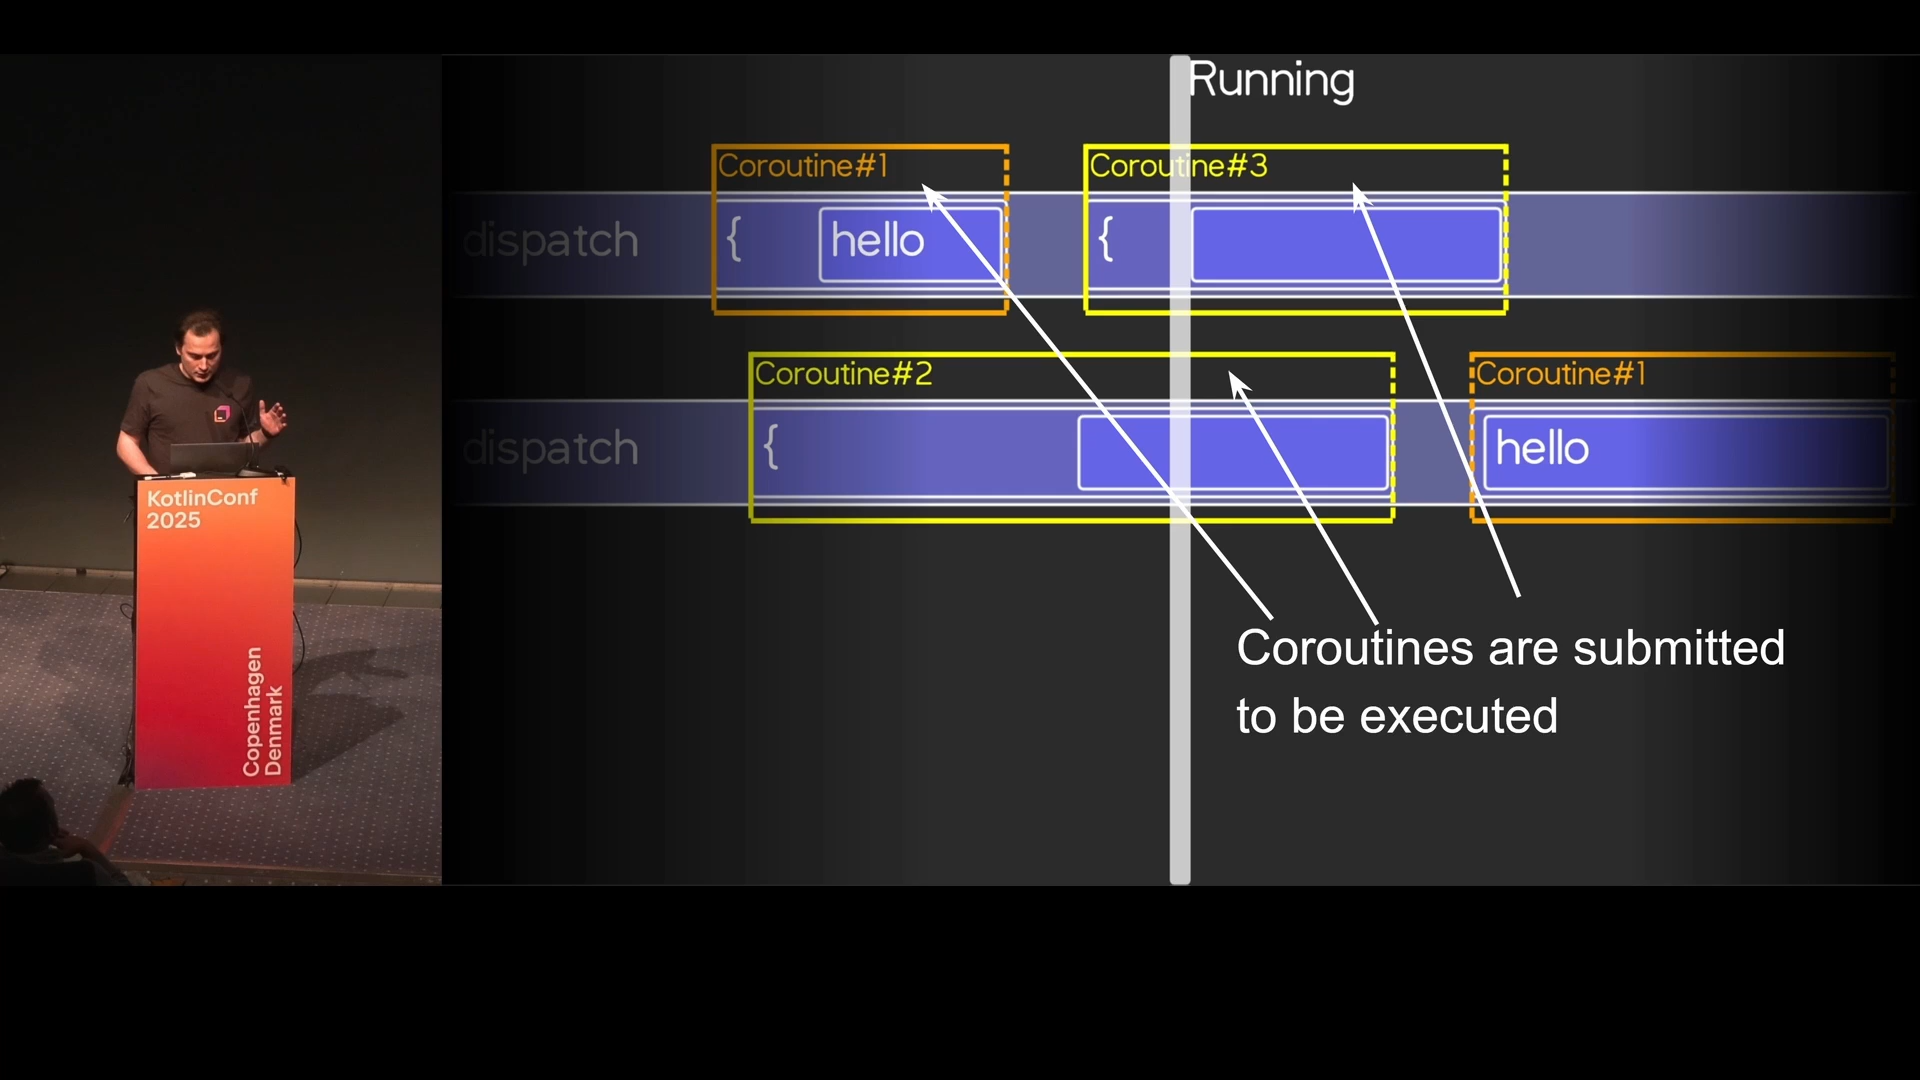 Running
Coroutine#1
Coroutine#3
dispatch
{
hello
{
Coroutine#2
Coroutine#1
dispatch
{
hello
Coroutines are submitted
to be executed
KotlinConf
2025
Copenhagen
Denmark